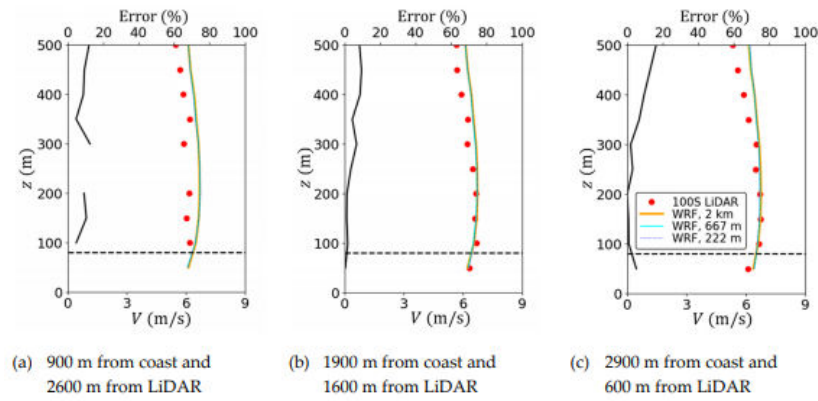 Error (%)
0 20 40 60 80 100
500
400
300
200
100
0
z (m)
0 3 6 9
V (m/s)
(a) 900 m from coast and
2600 m from LiDAR
Error (%)
0 20 40 60 80 100
500
400
300
200
100
0
z (m)
0 3 6 9
V (m/s)
(b) 1900 m from coast and
1600 m from LiDAR
Error (%)
0 20 40 60 80 100
500
400
300
200
100
0
z (m)
100S LiDAR
WRF, 2 km
WRF, 667 m
WRF, 222 m
0 3 6 9
V (m/s)
(c) 2900 m from coast and
600 m from LiDAR